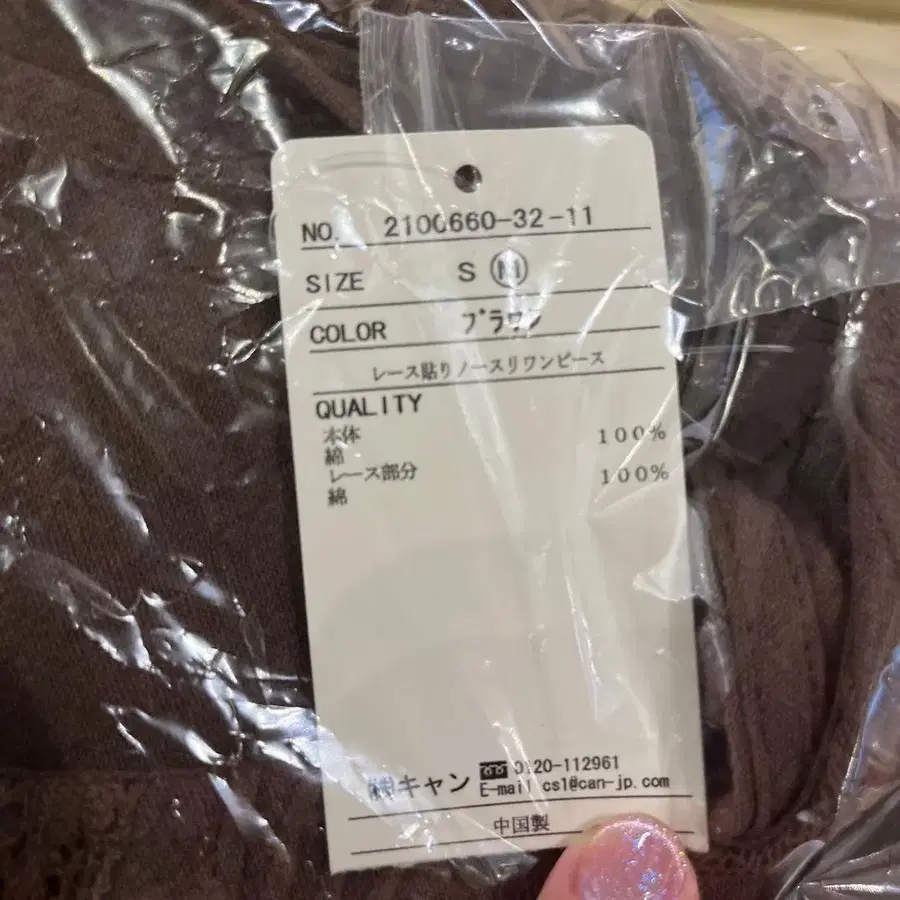 NO. 2100660-32-11
SIZE S M
COLOR ブラウン
レース貼りノースリワンピース
QUALITY
本体
綿 100%
レース部分
綿 100%
㈱キャン 0120-112961
E-mail cs1@can-jp.com
中国製